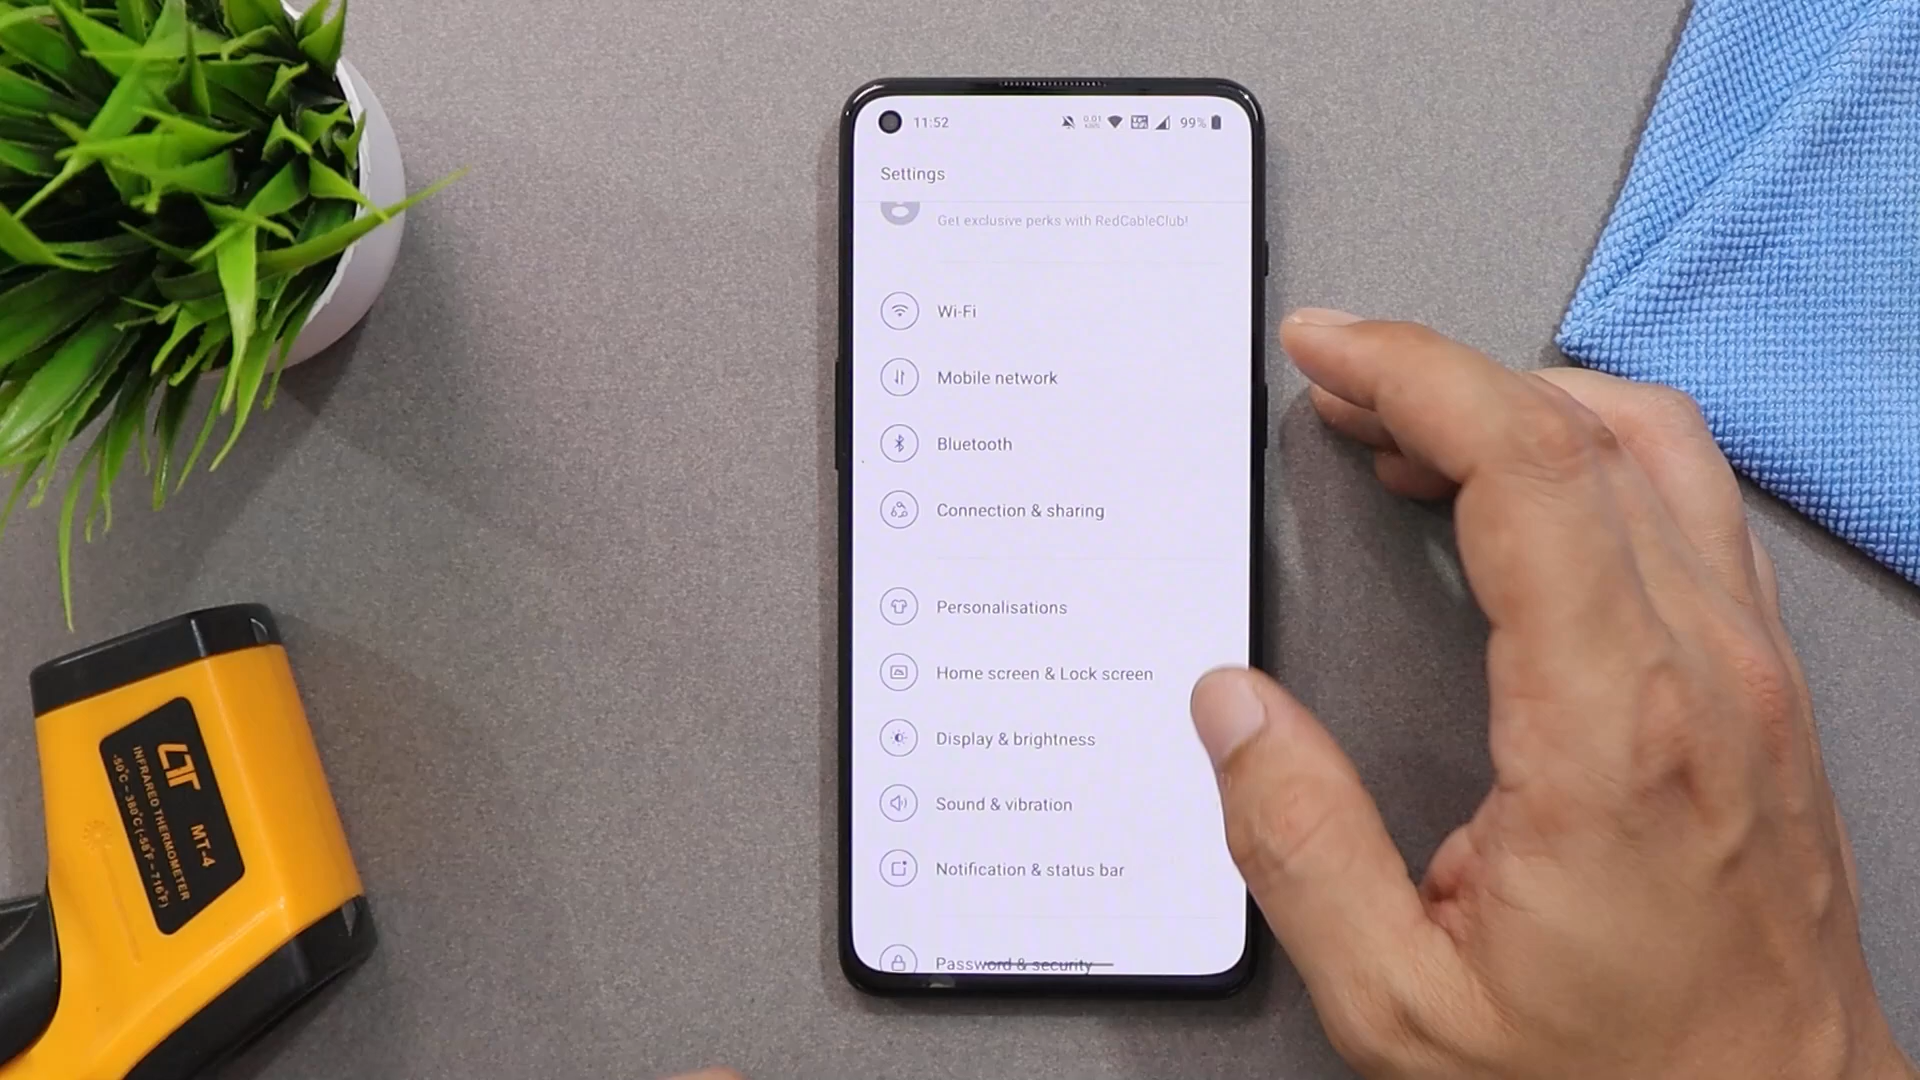 11:52
0.01
99%
Settings
Get exclusive perks with RedCableClub!
Wi-Fi
Mobile network
Bluetooth
Connection & sharing
Personalisations
Home screen & Lock screen
Display & brightness
Sound & vibration
Notification & status bar
Password & security
MT-4
INFRARED THERMOMETER
-50°C~380°C(-58°F~716°F)